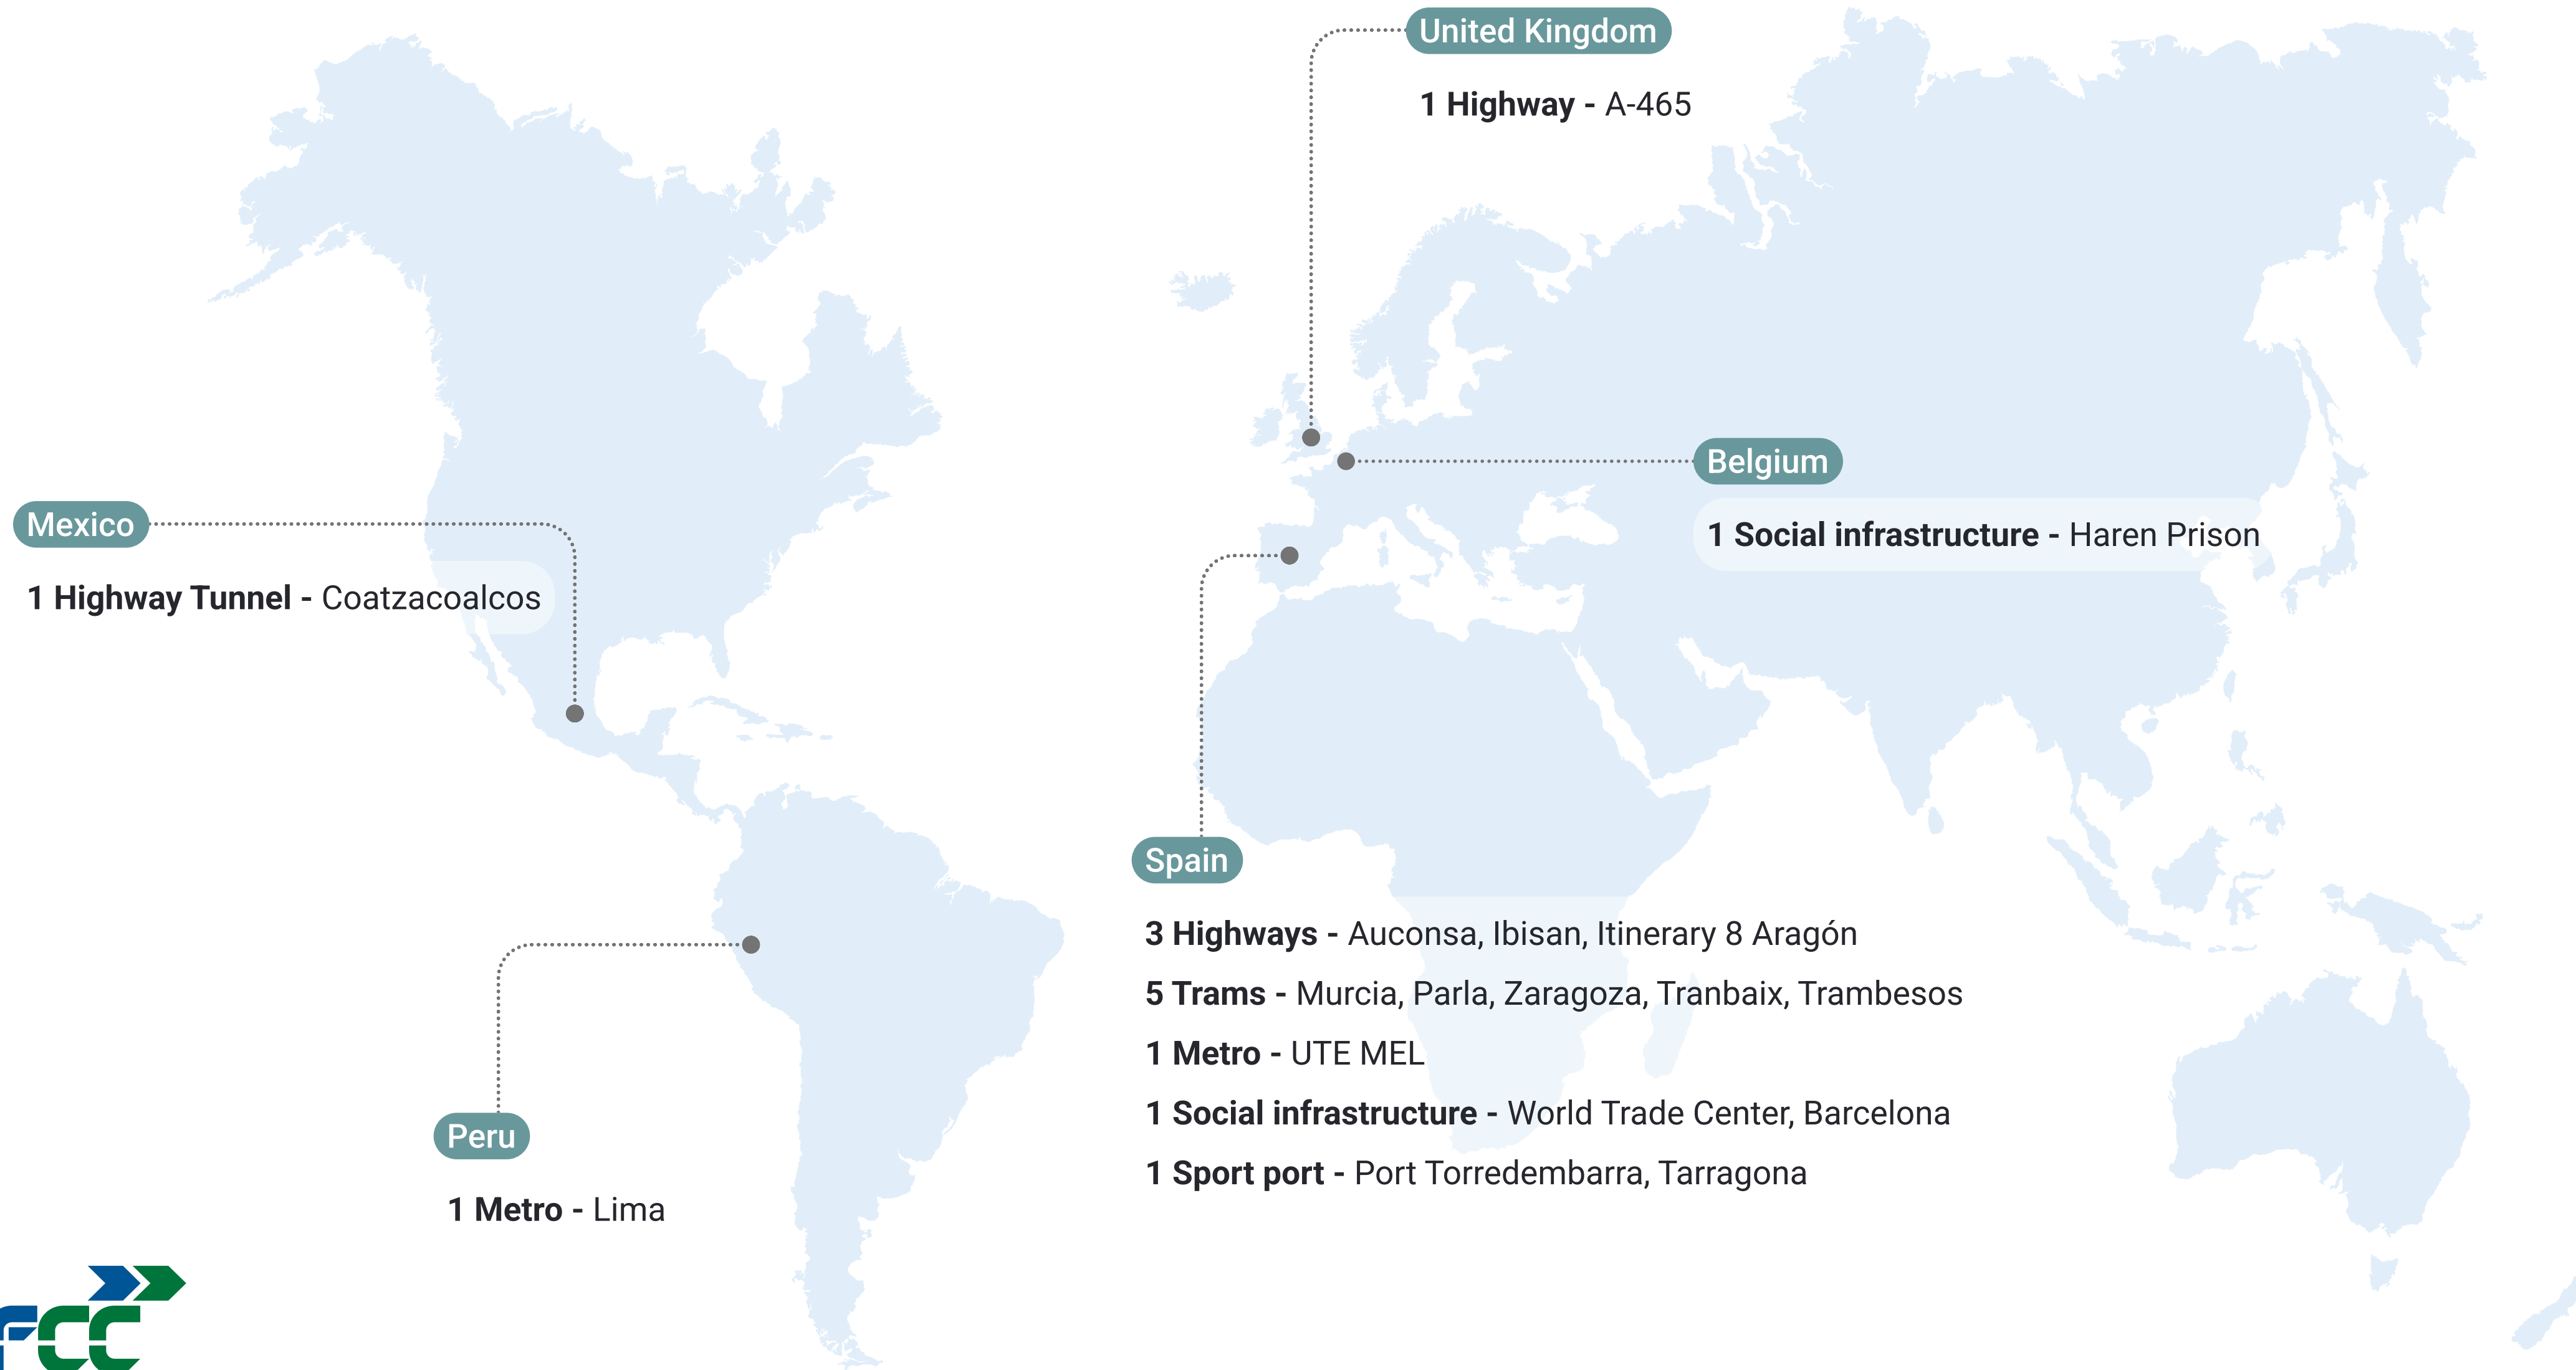 United Kingdom
1 Highway - A-465
Belgium
1 Social infrastructure - Haren Prison
Mexico
1 Highway Tunnel - Coatzacoalcos
Spain
3 Highways - Auconsa, Ibisan, Itinerary 8 Aragón
5 Trams - Murcia, Parla, Zaragoza, Tranbaix, Trambesos
1 Metro - UTE MEL
1 Social infrastructure - World Trade Center, Barcelona
1 Sport port - Port Torredembarra, Tarragona
Peru
1 Metro - Lima
FCC